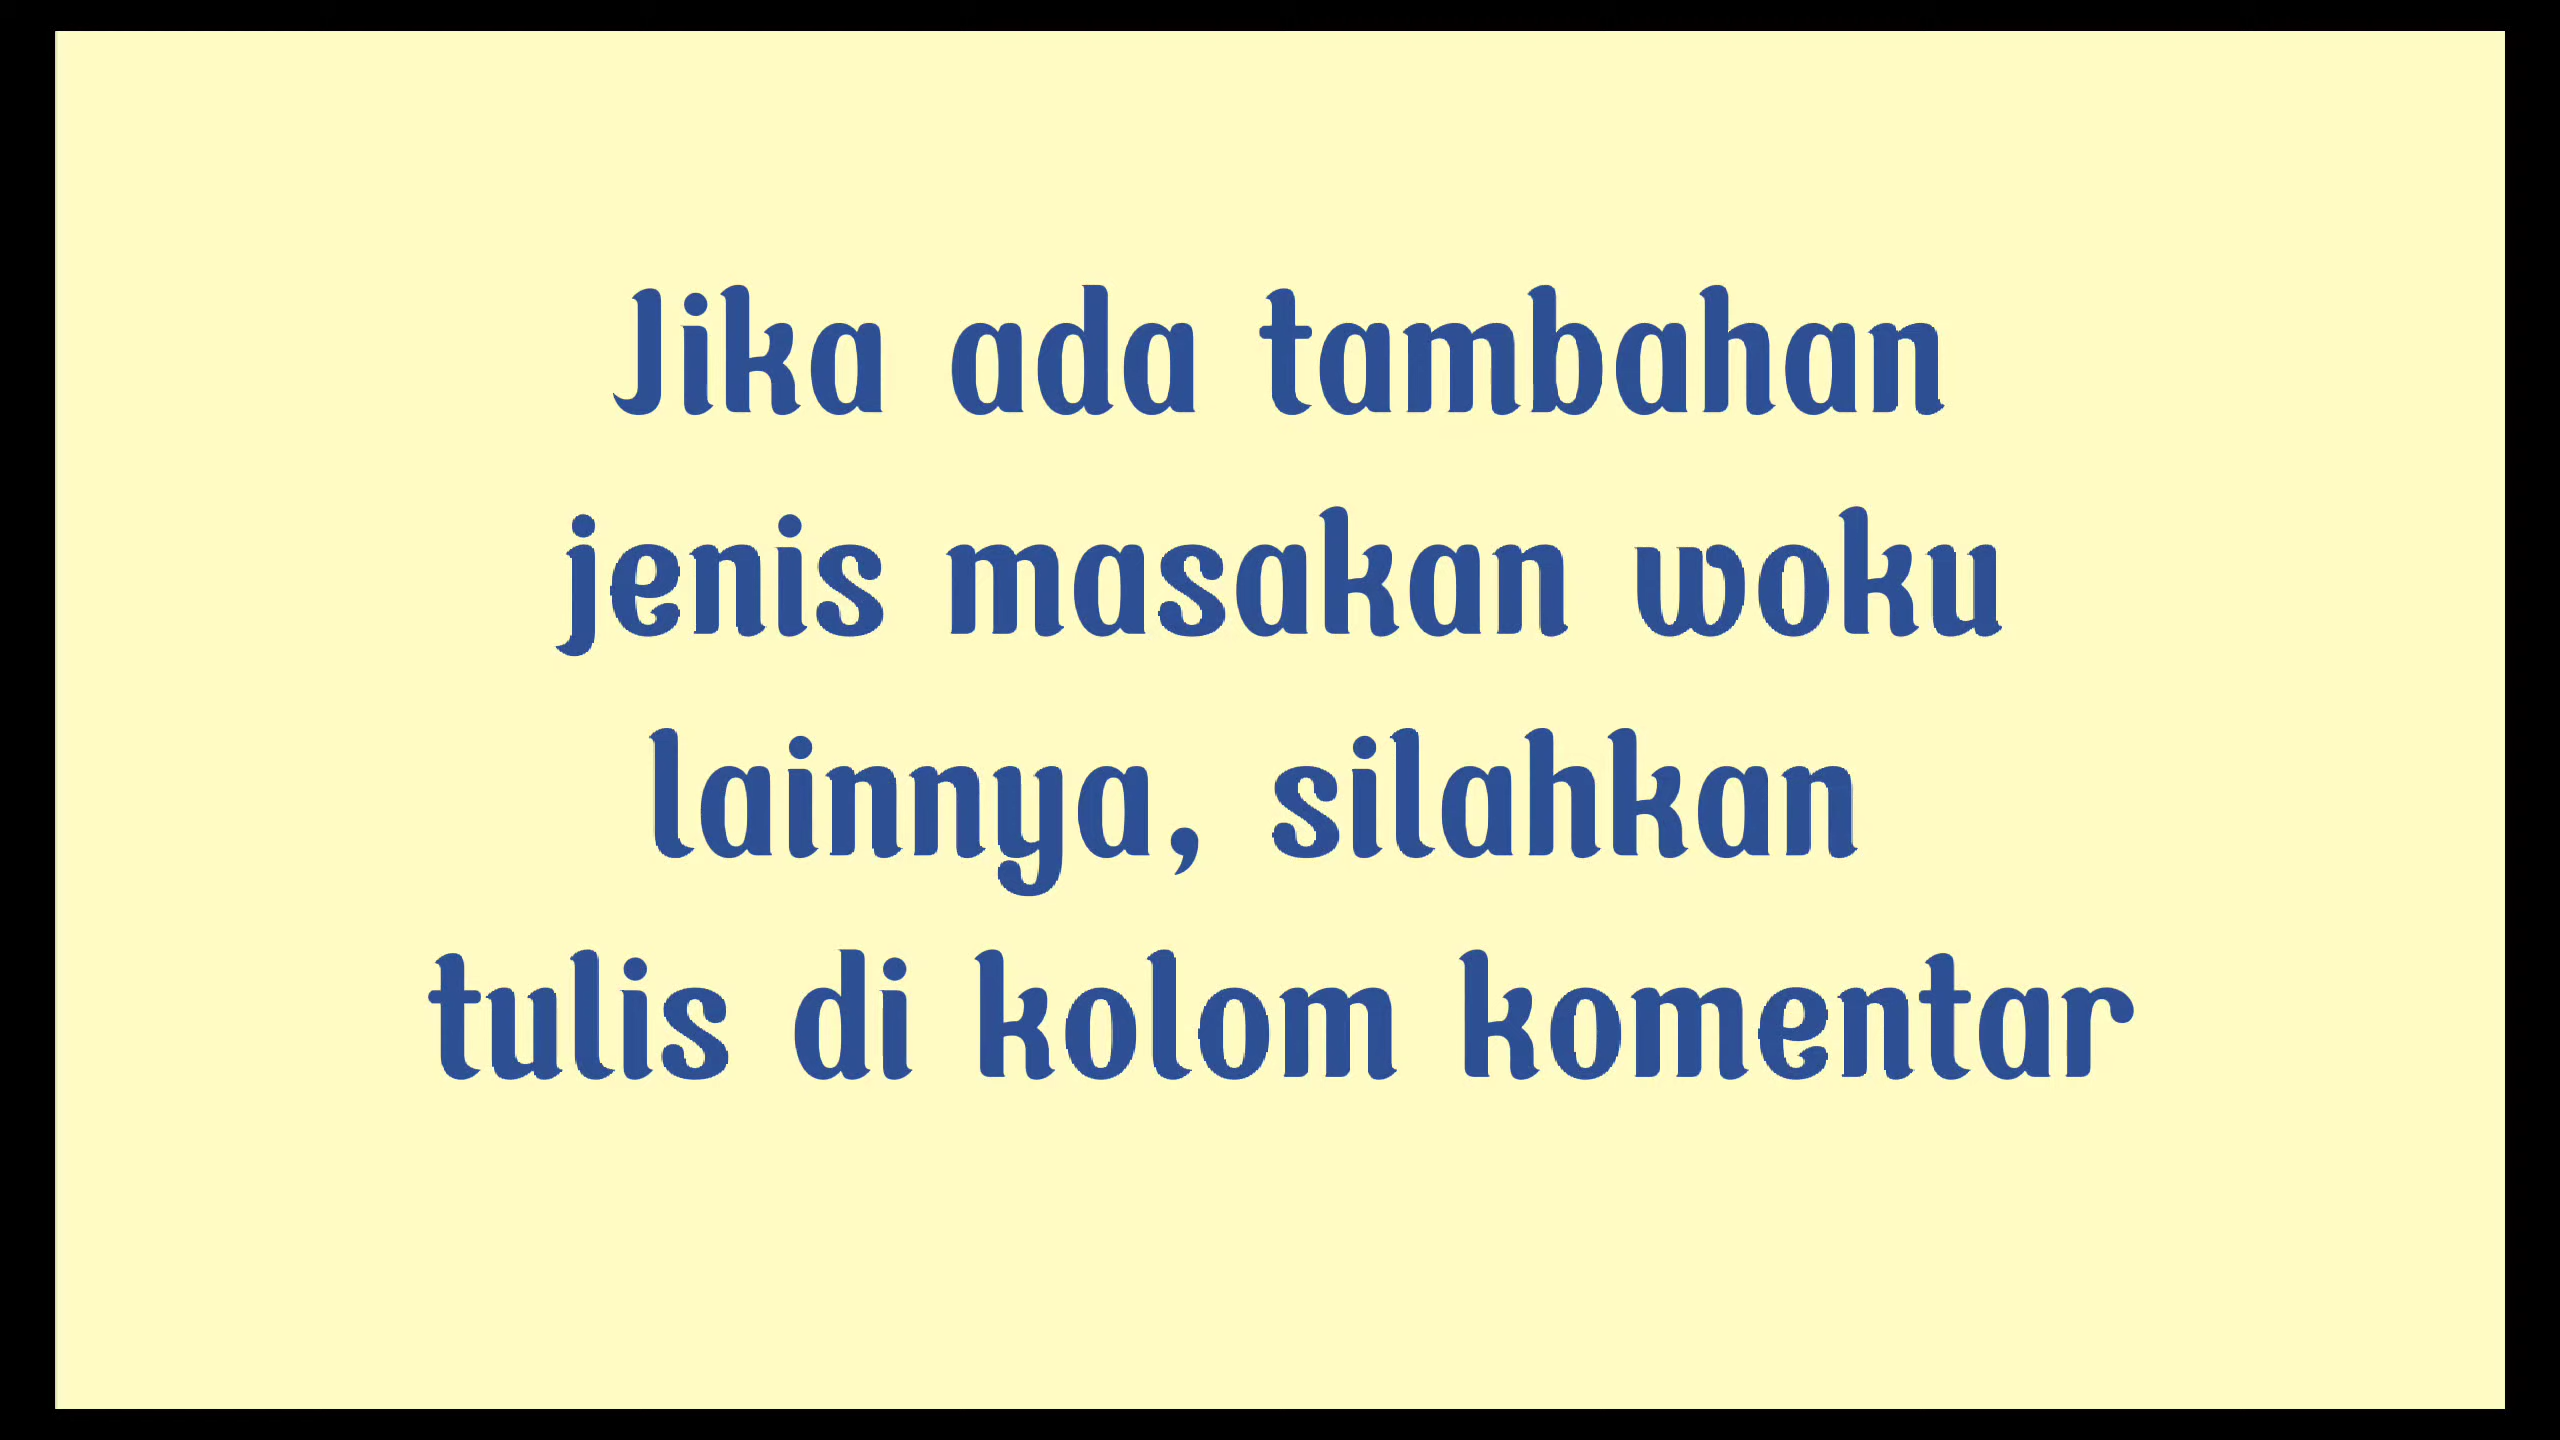 Jika ada tambahan
jenis masakan woku
lainnya, silahkan
tulis di kolom komentar